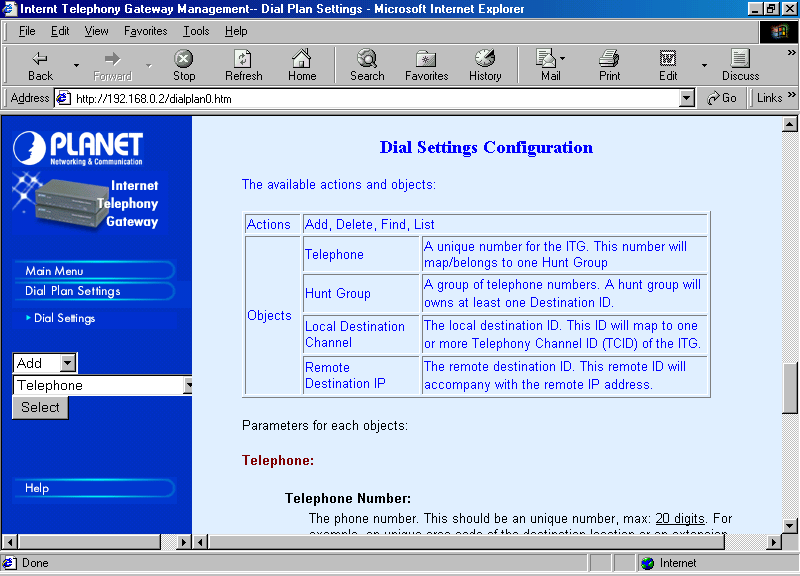 Internt Telephony Gateway Management-- Dial Plan Settings - Microsoft Internet Explorer
File Edit View Favorites Tools Help
Back Forward Stop Refresh Home Search Favorites History Mail Print Edit Discuss »
Address http://192.168.0.2/dialplan0.htm Go Links »
PLANET
Networking & Communication
Internet
Telephony
Gateway
Main Menu
Dial Plan Settings
Dial Settings
Add
Telephone
Select
Help
Dial Settings Configuration
The available actions and objects:
Actions Add, Delete, Find, List
Objects
Telephone
A unique number for the ITG. This number will
map/belongs to one Hunt Group
Hunt Group
A group of telephone numbers. A hunt group will
owns at least one Destination ID.
Local Destination
Channel
The local destination ID. This ID will map to one
or more Telephony Channel ID (TCID) of the ITG.
Remote
Destination IP
The remote destination ID. This remote ID will
accompany with the remote IP address.
Parameters for each objects:
Telephone:
Telephone Number:
The phone number. This should be an unique number, max: 20 digits. For
example, an unique area code of the destination location or an extension
Done Internet